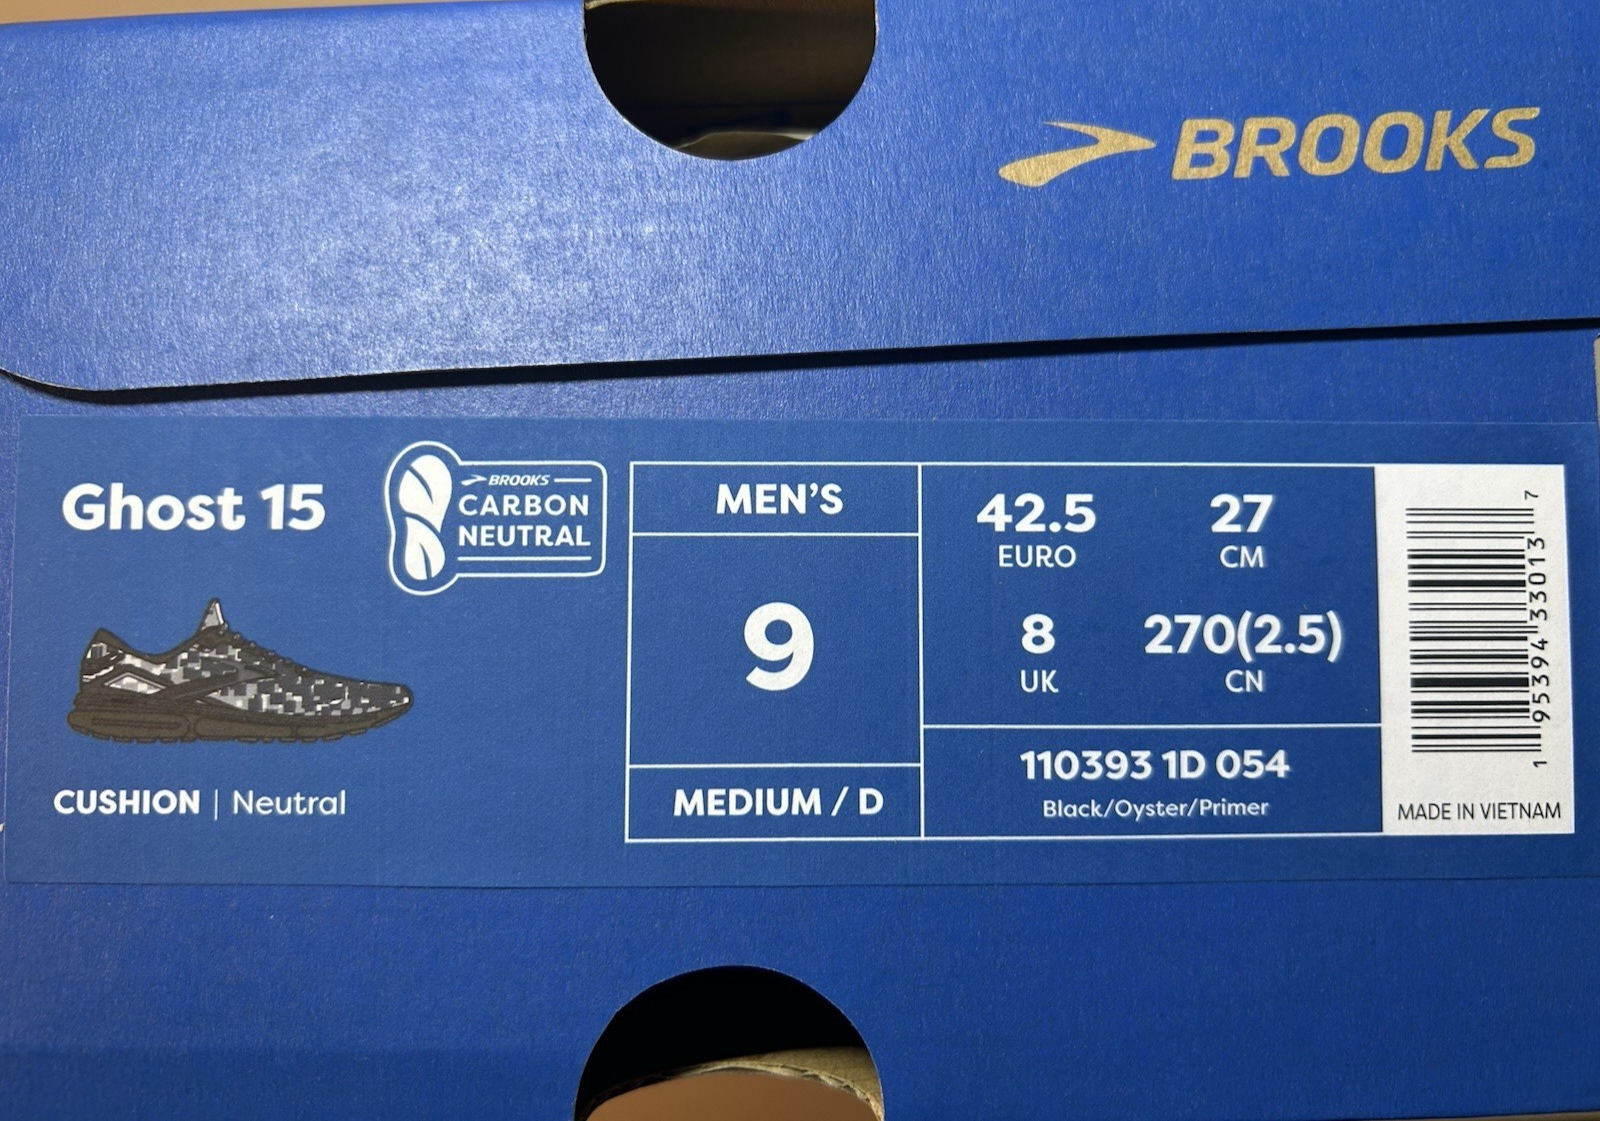 BROOKS
Ghost 15
BROOKS
CARBON
NEUTRAL
CUSHION | Neutral
MEN'S
9
MEDIUM / D
42.5
EURO
27
CM
8
UK
270(2.5)
CN
110393 1D 054
Black/Oyster/Primer
1 95394 33013 7
MADE IN VIETNAM